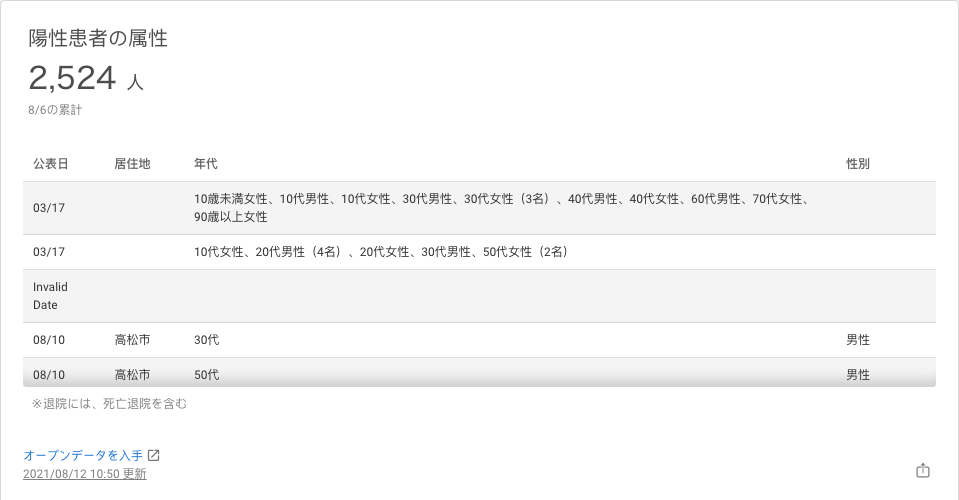 陽性患者の属性
2,524 人
8/6の累計
公表日 居住地 年代 性別
03/17 10歳未満女性、10代男性、10代女性、30代男性、30代女性（3名）、40代男性、40代女性、60代男性、70代女性、
90歳以上女性
03/17 10代女性、20代男性（4名）、20代女性、30代男性、50代女性（2名）
Invalid
Date
08/10 高松市 30代 男性
08/10 高松市 50代 男性
※退院には、死亡退院を含む
オープンデータを入手
2021/08/12 10:50 更新